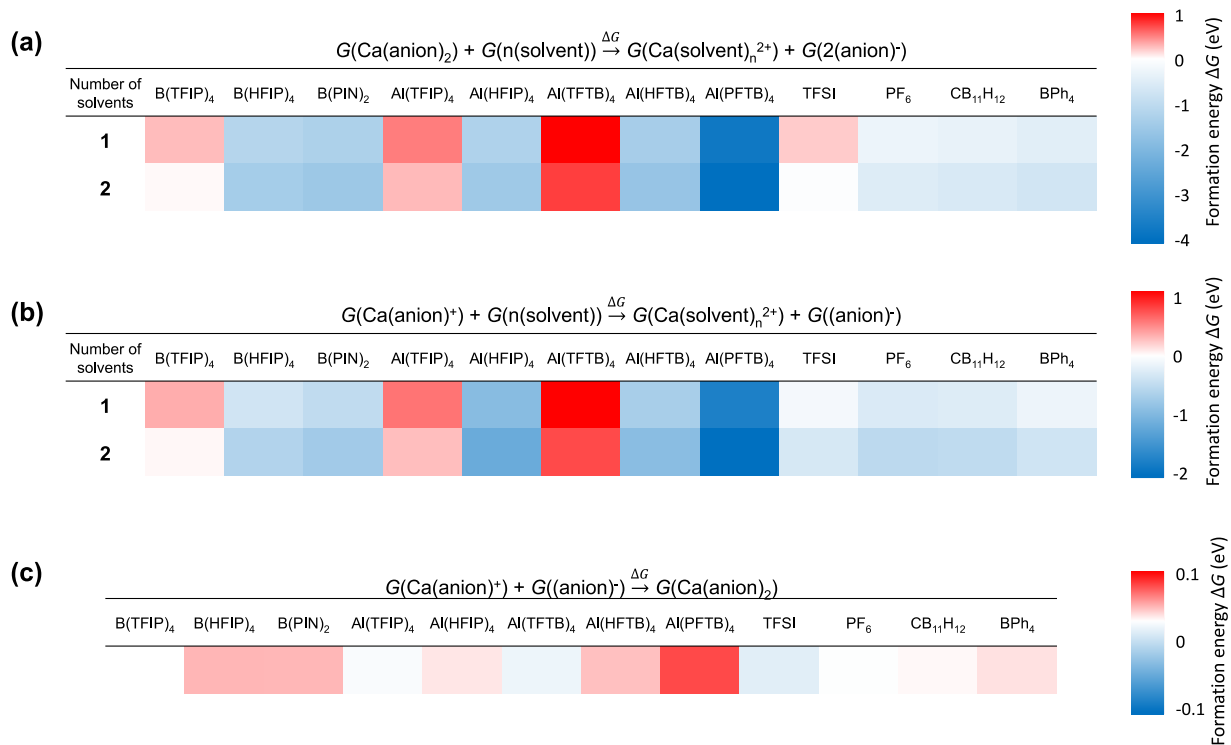 (a)
G(Ca(anion)₂) + G(n(solvent)) ΔG→ G(Ca(solvent)ₙ²⁺) + G(2(anion)⁻)
Number of solvents B(TFIP)₄ B(HFIP)₄ B(PIN)₂ Al(TFIP)₄ Al(HFIP)₄ Al(TFTB)₄ Al(HFTB)₄ Al(PFTB)₄ TFSI PF₆ CB₁₁H₁₂ BPh₄
1
2
1
0
-1
-2
-3
-4
Formation energy ΔG (eV)
(b)
G(Ca(anion)⁺) + G(n(solvent)) ΔG→ G(Ca(solvent)ₙ²⁺) + G((anion)⁻)
Number of solvents B(TFIP)₄ B(HFIP)₄ B(PIN)₂ Al(TFIP)₄ Al(HFIP)₄ Al(TFTB)₄ Al(HFTB)₄ Al(PFTB)₄ TFSI PF₆ CB₁₁H₁₂ BPh₄
1
2
1
0
-1
-2
Formation energy ΔG (eV)
(c)
G(Ca(anion)⁺) + G((anion)⁻) ΔG→ G(Ca(anion)₂)
B(TFIP)₄ B(HFIP)₄ B(PIN)₂ Al(TFIP)₄ Al(HFIP)₄ Al(TFTB)₄ Al(HFTB)₄ Al(PFTB)₄ TFSI PF₆ CB₁₁H₁₂ BPh₄
0.1
0
-0.1
Formation energy ΔG (eV)